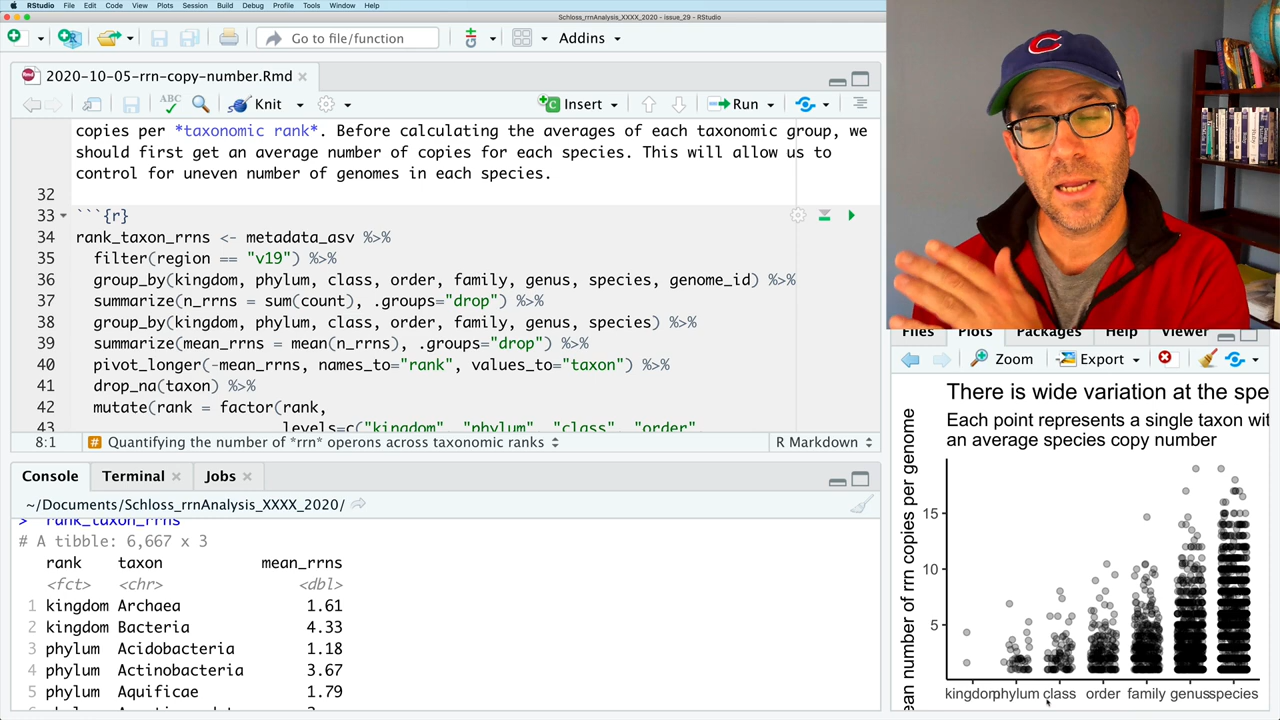 RStudio File Edit Code View Plots Session Build Debug Profile Tools Window Help
Schloss_rrnAnalysis_XXXX_2020 - issue_29 - RStudio
Go to file/function
Addins
2020-10-05-rrn-copy-number.Rmd
ABC
Knit
Insert
Run
copies per *taxonomic rank*. Before calculating the averages of each taxonomic group, we
should first get an average number of copies for each species. This will allow us to
control for uneven number of genomes in each species.
32
33 ```{r}
34 rank_taxon_rrns <- metadata_asv %>%
35 filter(region == "v19") %>%
36 group_by(kingdom, phylum, class, order, family, genus, species, genome_id) %>%
37 summarize(n_rrns = sum(count), .groups="drop") %>%
38 group_by(kingdom, phylum, class, order, family, genus, species) %>%
39 summarize(mean_rrns = mean(n_rrns), .groups="drop") %>%
40 pivot_longer(-mean_rrns, names_to="rank", values_to="taxon") %>%
41 drop_na(taxon) %>%
42 mutate(rank = factor(rank,
43 levels=c("kingdom", "phylum", "class", "order",
8:1 # Quantifying the number of *rrn* operons across taxonomic ranks R Markdown
Console Terminal Jobs
~/Documents/Schloss_rrnAnalysis_XXXX_2020/
> rank_taxon_rrns
# A tibble: 6,667 x 3
rank taxon mean_rrns
<fct> <chr> <dbl>
1 kingdom Archaea 1.61
2 kingdom Bacteria 4.33
3 phylum Acidobacteria 1.18
4 phylum Actinobacteria 3.67
5 phylum Aquificae 1.79
C
Files Plots Packages Help Viewer
Zoom Export
There is wide variation at the spe
Each point represents a single taxon wit
an average species copy number
ean number of rrn copies per genome
15
10
5
kingdom phylum class order family genus species